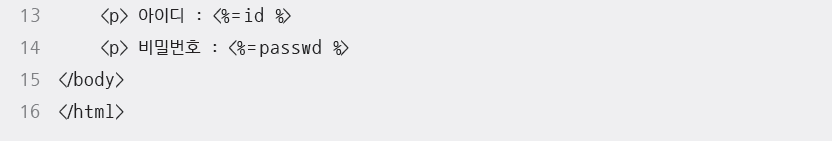 13 <p> 아이디 : <%=id %>
14 <p> 비밀번호 : <%=passwd %>
15 </body>
16 </html>